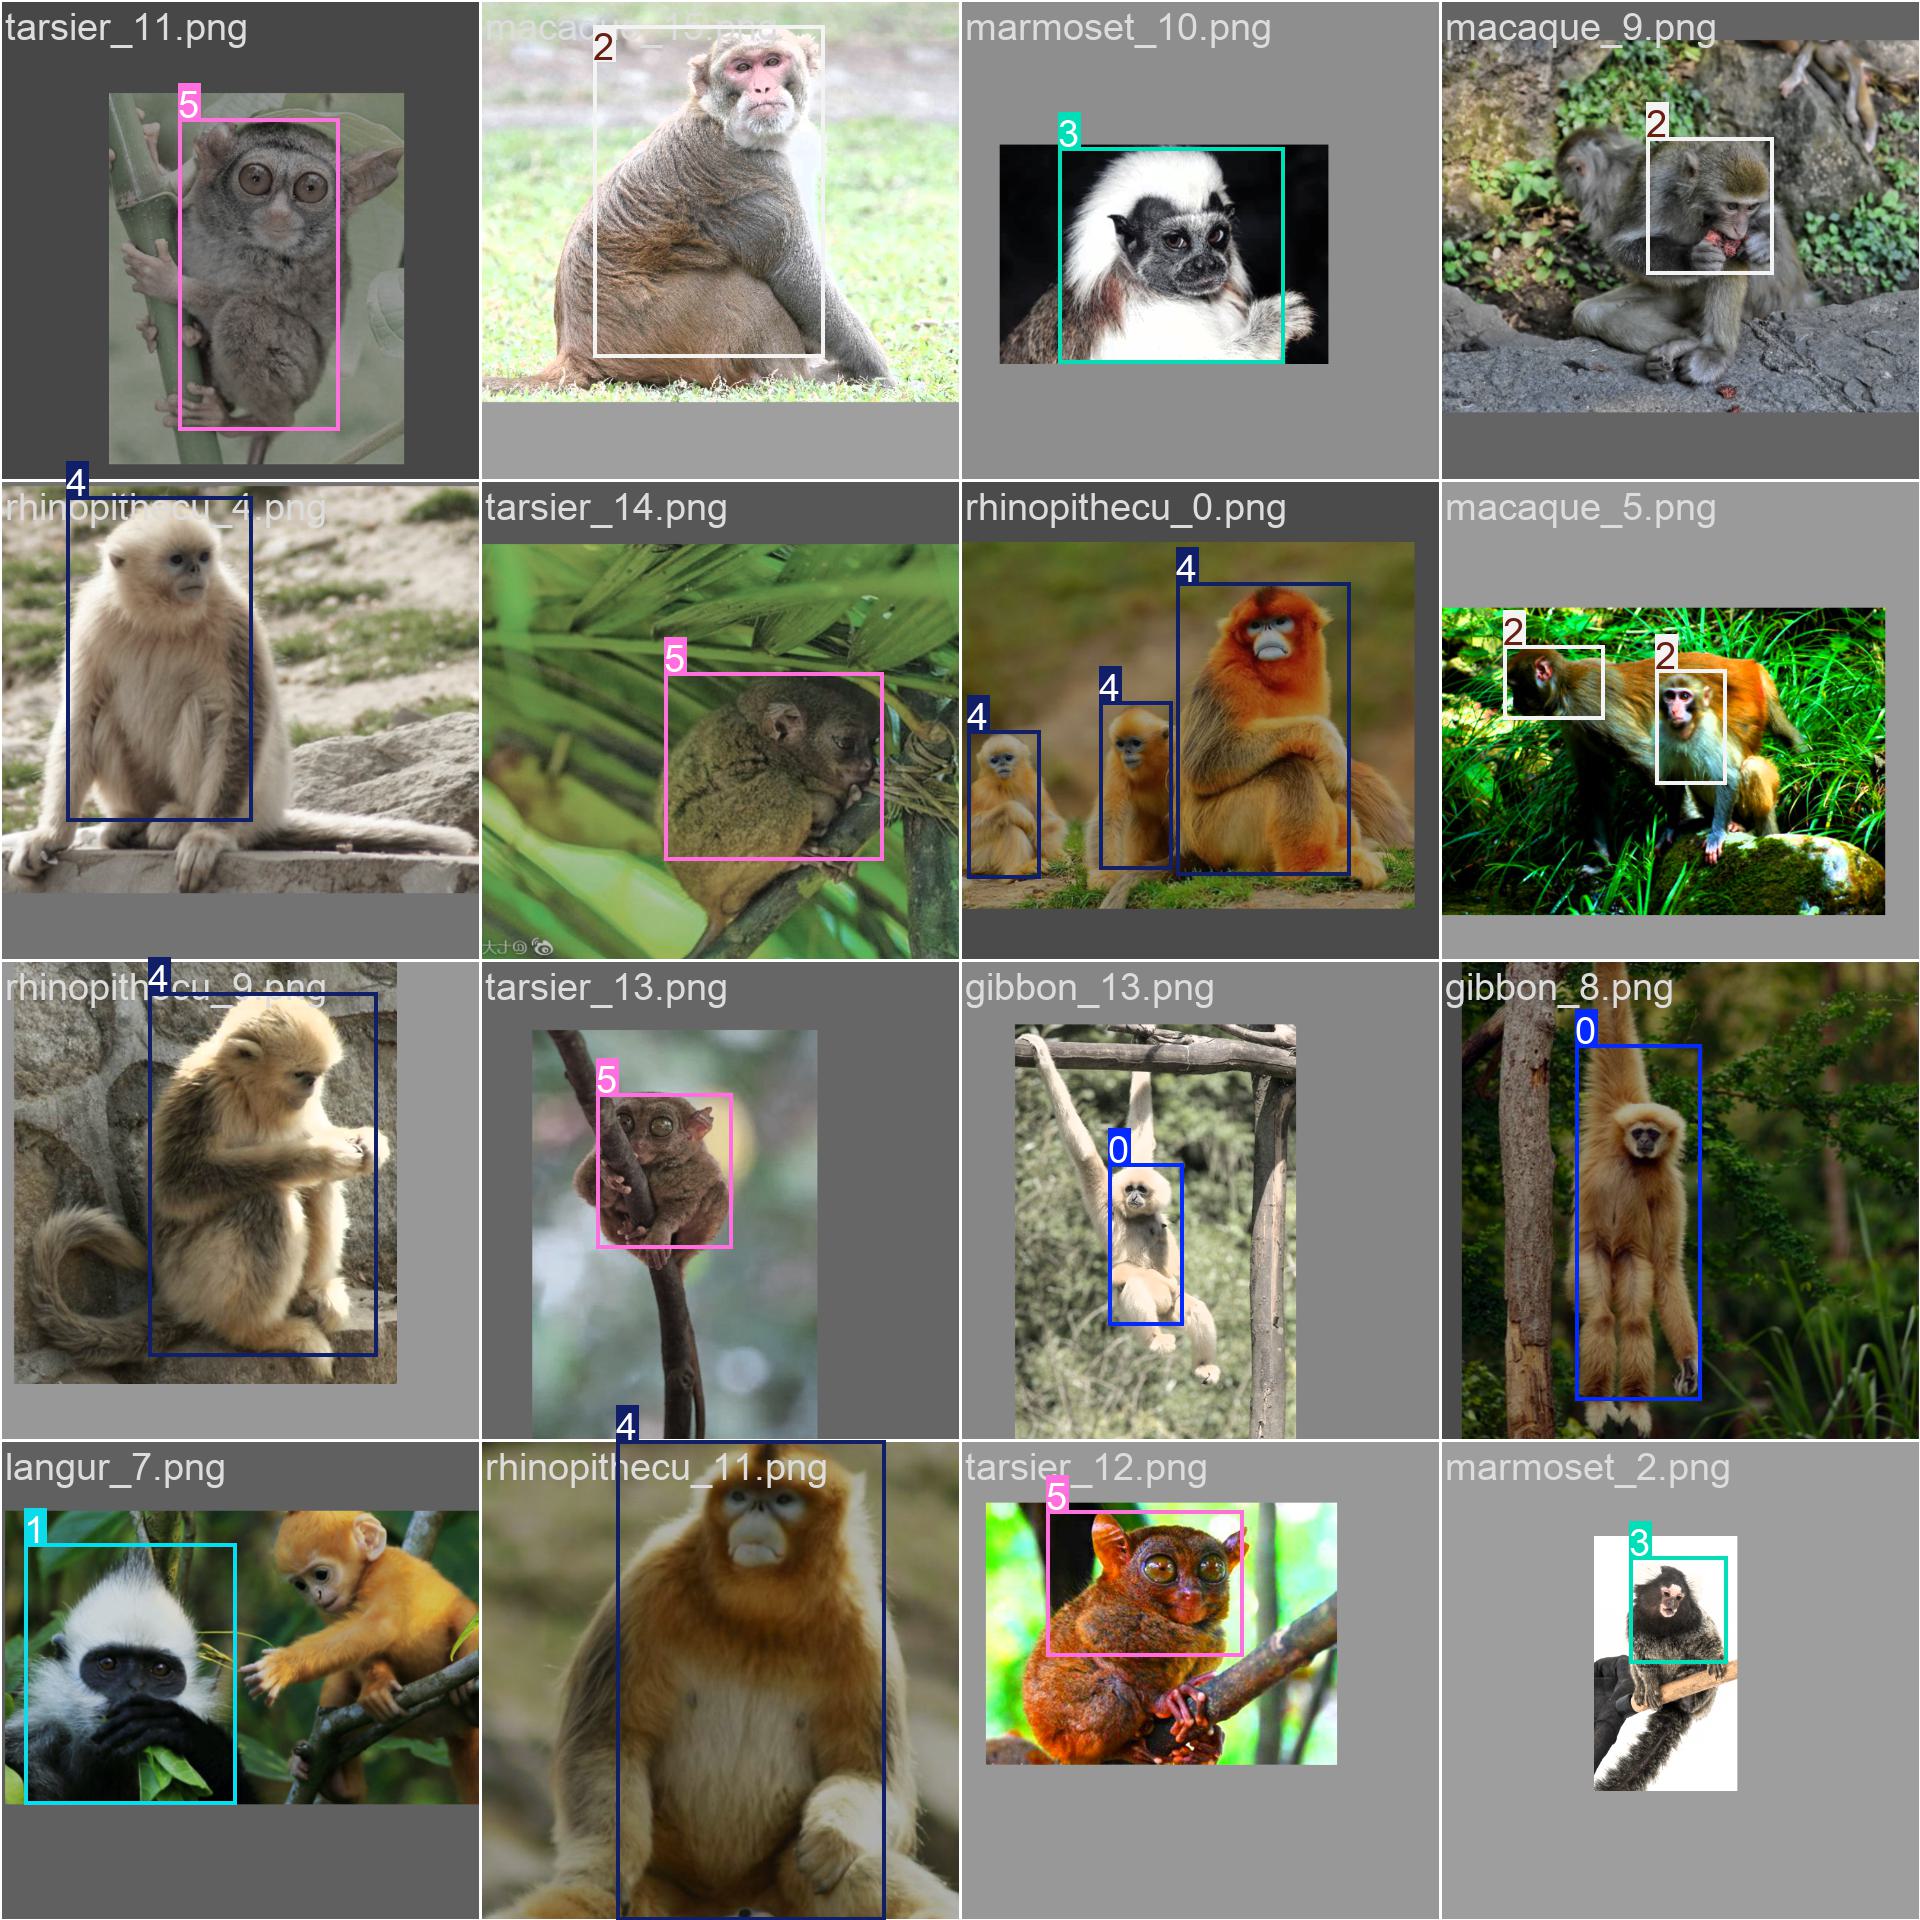 tarsier_11.png
5
macaque_15.png
2
marmoset_10.png
3
macaque_9.png
2
rhinopithecu_4.png
4
tarsier_14.png
5
大才@
rhinopithecu_0.png
4
4
4
macaque_5.png
2
2
rhinopithecu_9.png
4
tarsier_13.png
5
gibbon_13.png
0
gibbon_8.png
0
langur_7.png
1
rhinopithecu_11.png
4
tarsier_12.png
5
marmoset_2.png
3